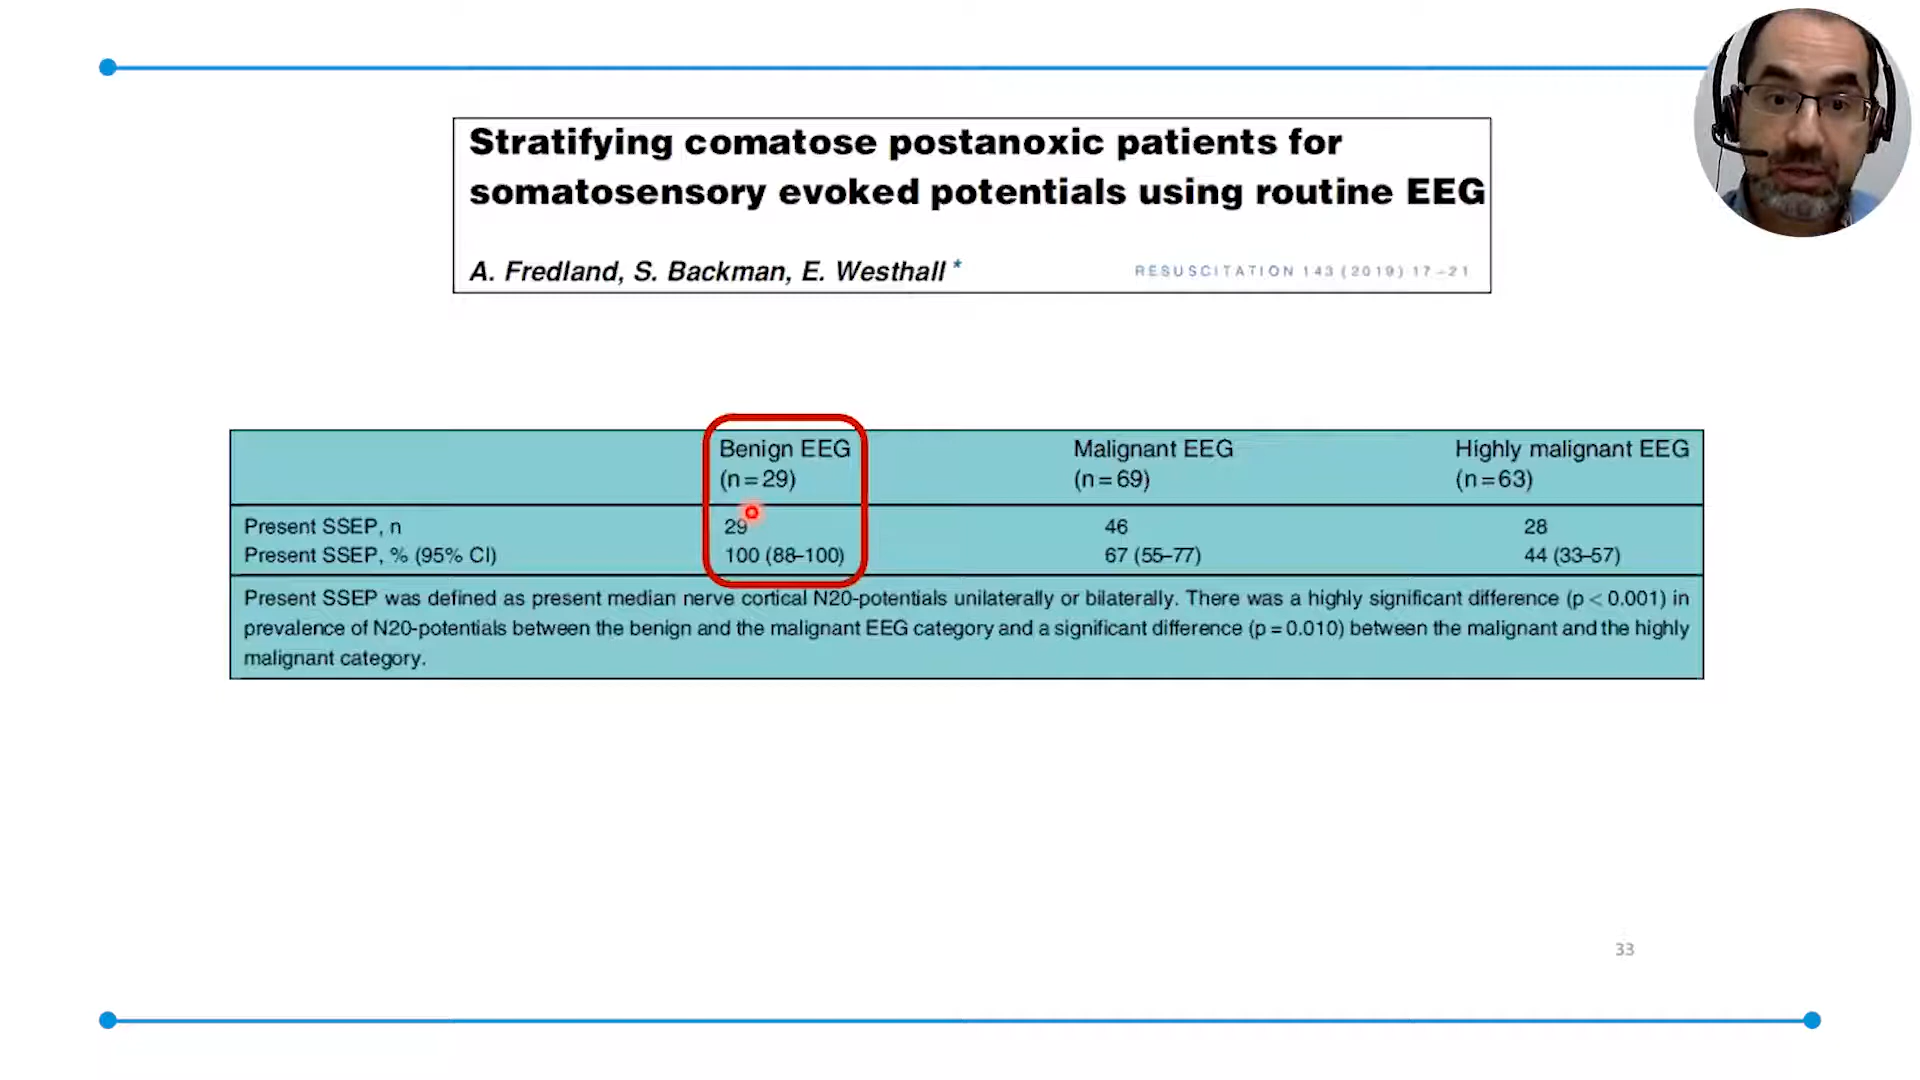 Stratifying comatose postanoxic patients for
somatosensory evoked potentials using routine EEG
A. Fredland, S. Backman, E. Westhall *
RESUSCITATION 143 (2019) 17–21
Benign EEG Malignant EEG Highly malignant EEG
(n = 29) (n = 69) (n = 63)
Present SSEP, n 29 46 28
Present SSEP, % (95% CI) 100 (88–100) 67 (55–77) 44 (33–57)
Present SSEP was defined as present median nerve cortical N20-potentials unilaterally or bilaterally. There was a highly significant difference (p < 0.001) in
prevalence of N20-potentials between the benign and the malignant EEG category and a significant difference (p = 0.010) between the malignant and the highly
malignant category.
33